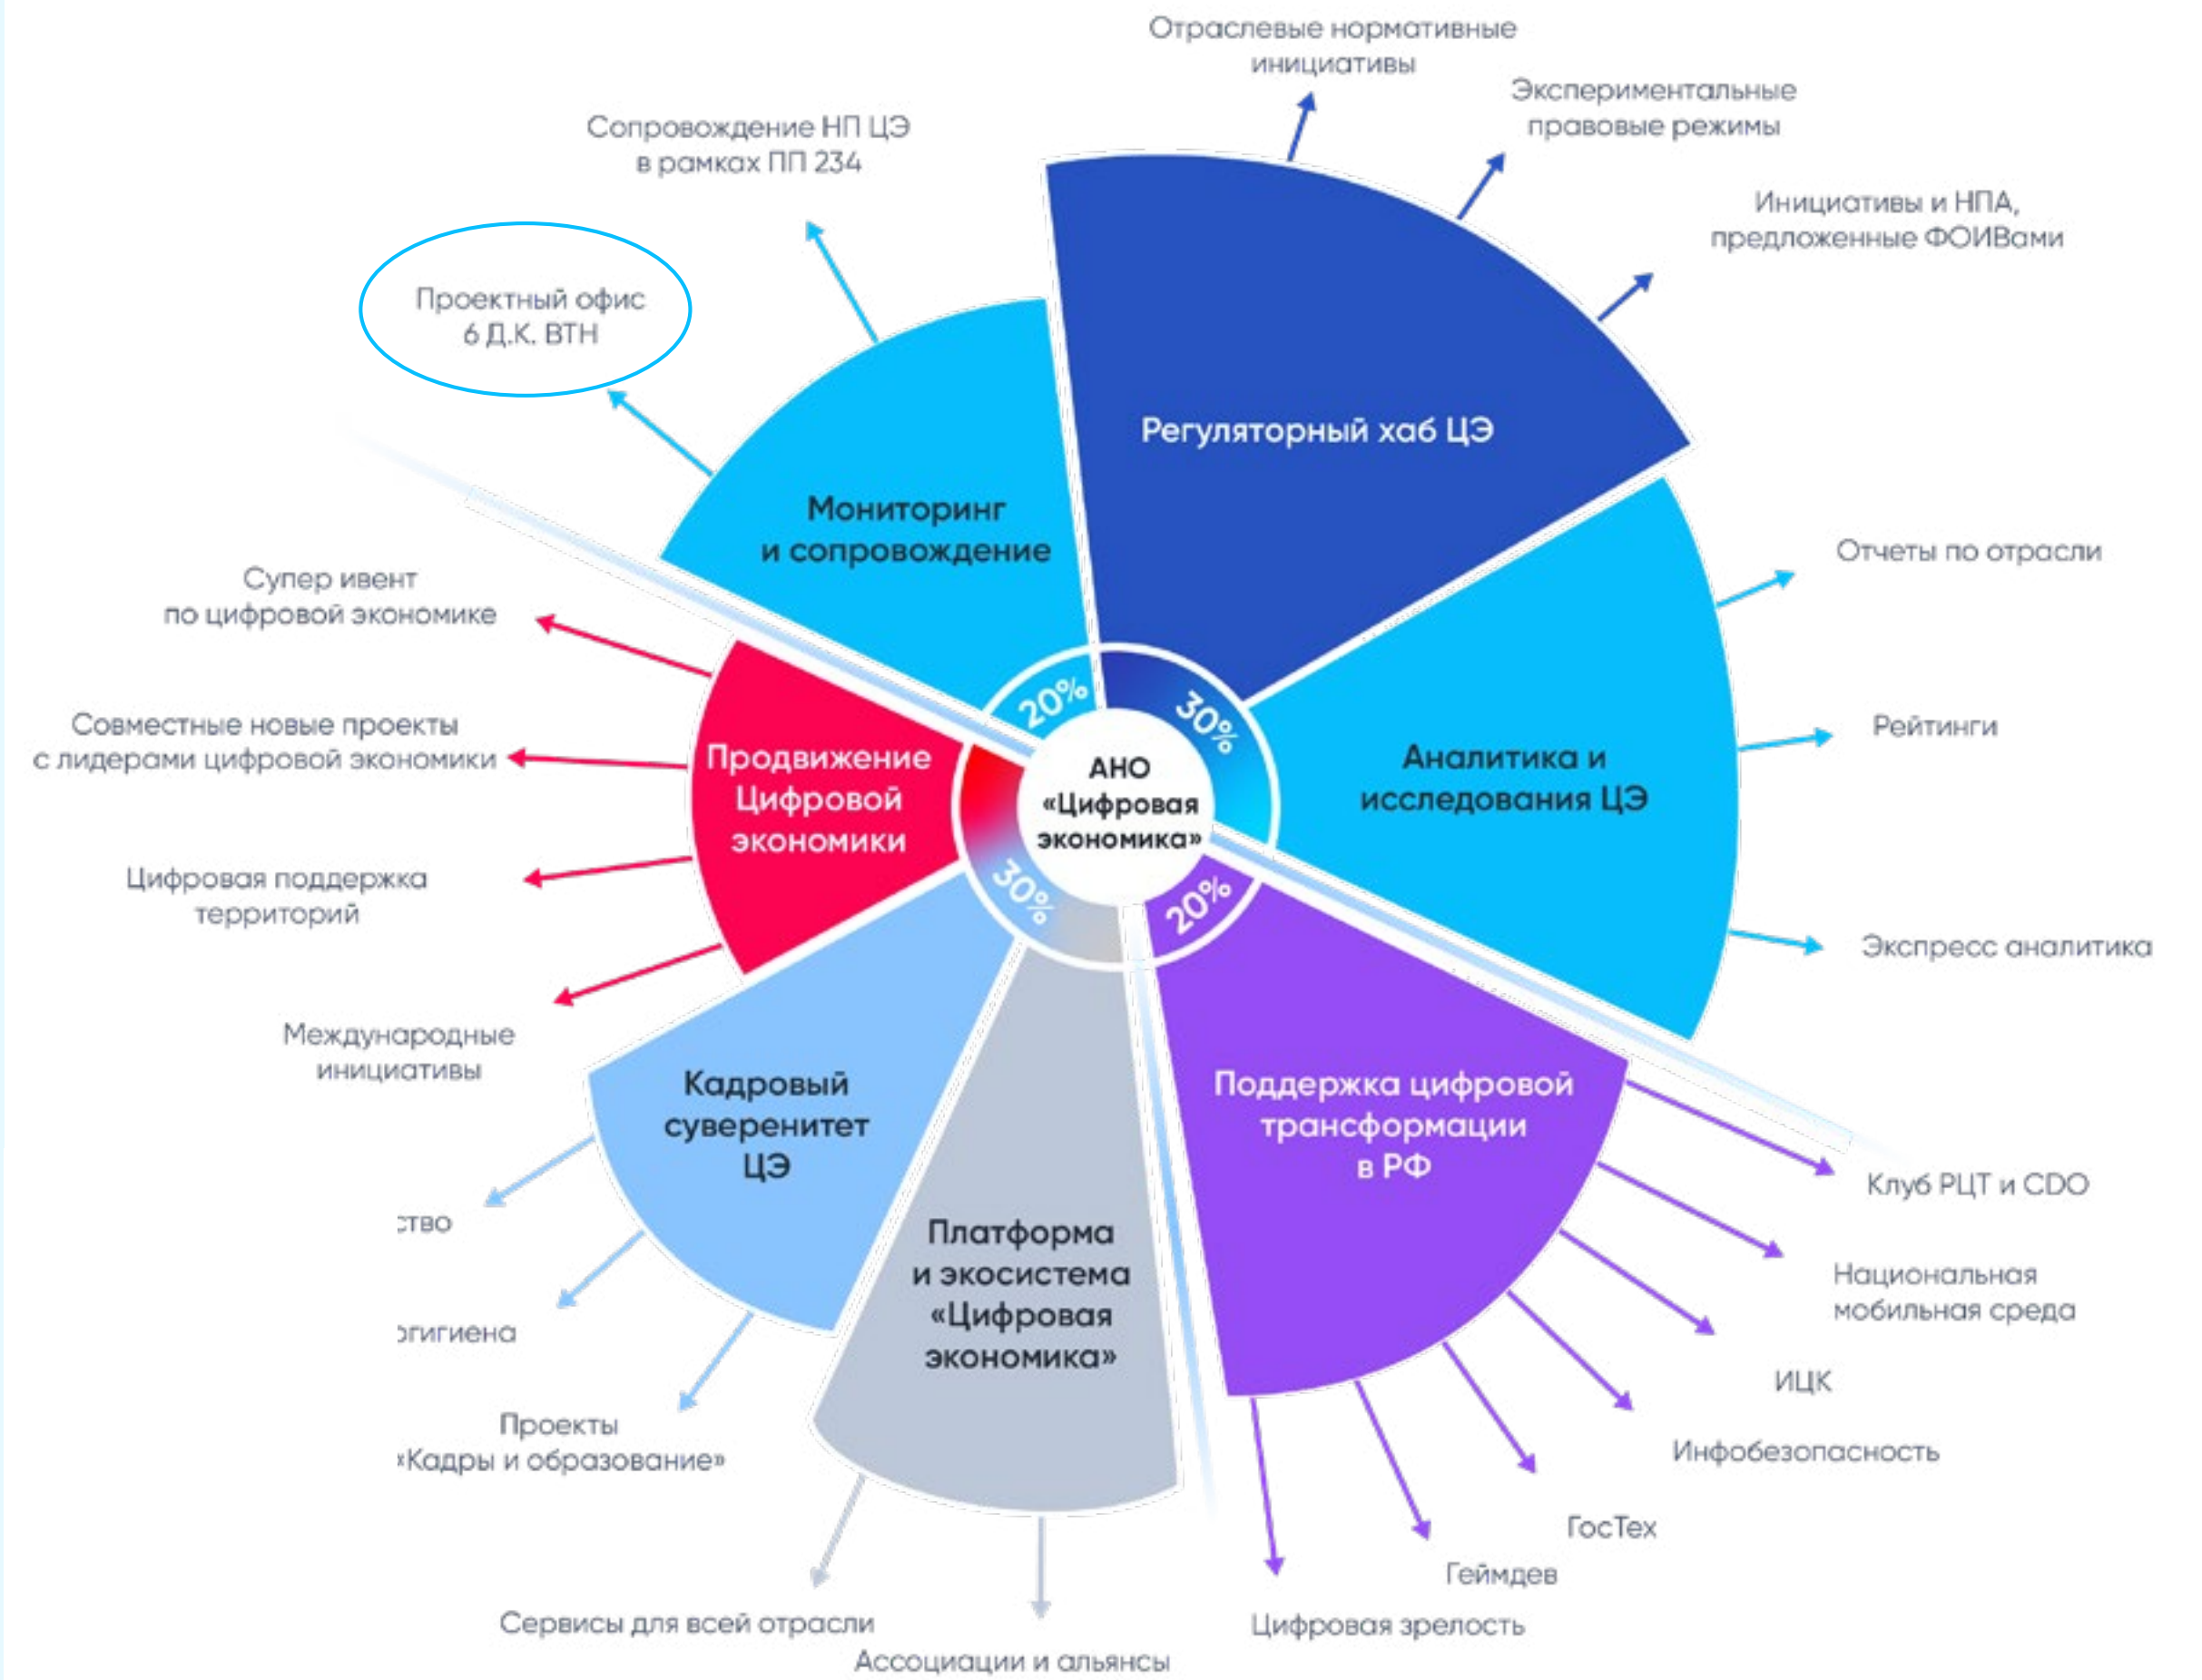 Отраслевые нормативные
инициативы
Экспериментальные
правовые режимы
Инициативы и НПА,
предложенные ФОИВами
Сопровождение НП ЦЭ
в рамках ПП 234
Проектный офис
6 Д.К. ВТН
Регуляторный хаб ЦЭ
Мониторинг
и сопровождение
Отчеты по отрасли
Рейтинги
Экспресс аналитика
Аналитика и
исследования ЦЭ
Супер ивент
по цифровой экономике
Совместные новые проекты
с лидерами цифровой экономики
Цифровая поддержка
территорий
Международные
инициативы
Продвижение
Цифровой
экономики
20%
30%
АНО
«Цифровая
экономика»
30%
20%
Кадровый
суверенитет
ЦЭ
Проекты
«Кадры и образование»
Платформа
и экосистема
«Цифровая
экономика»
Сервисы для всей отрасли
Ассоциации и альянсы
Поддержка цифровой
трансформации
в РФ
Клуб РЦТ и CDO
Национальная
мобильная среда
ИЦК
Инфобезопасность
ГосТех
Геймдев
Цифровая зрелость